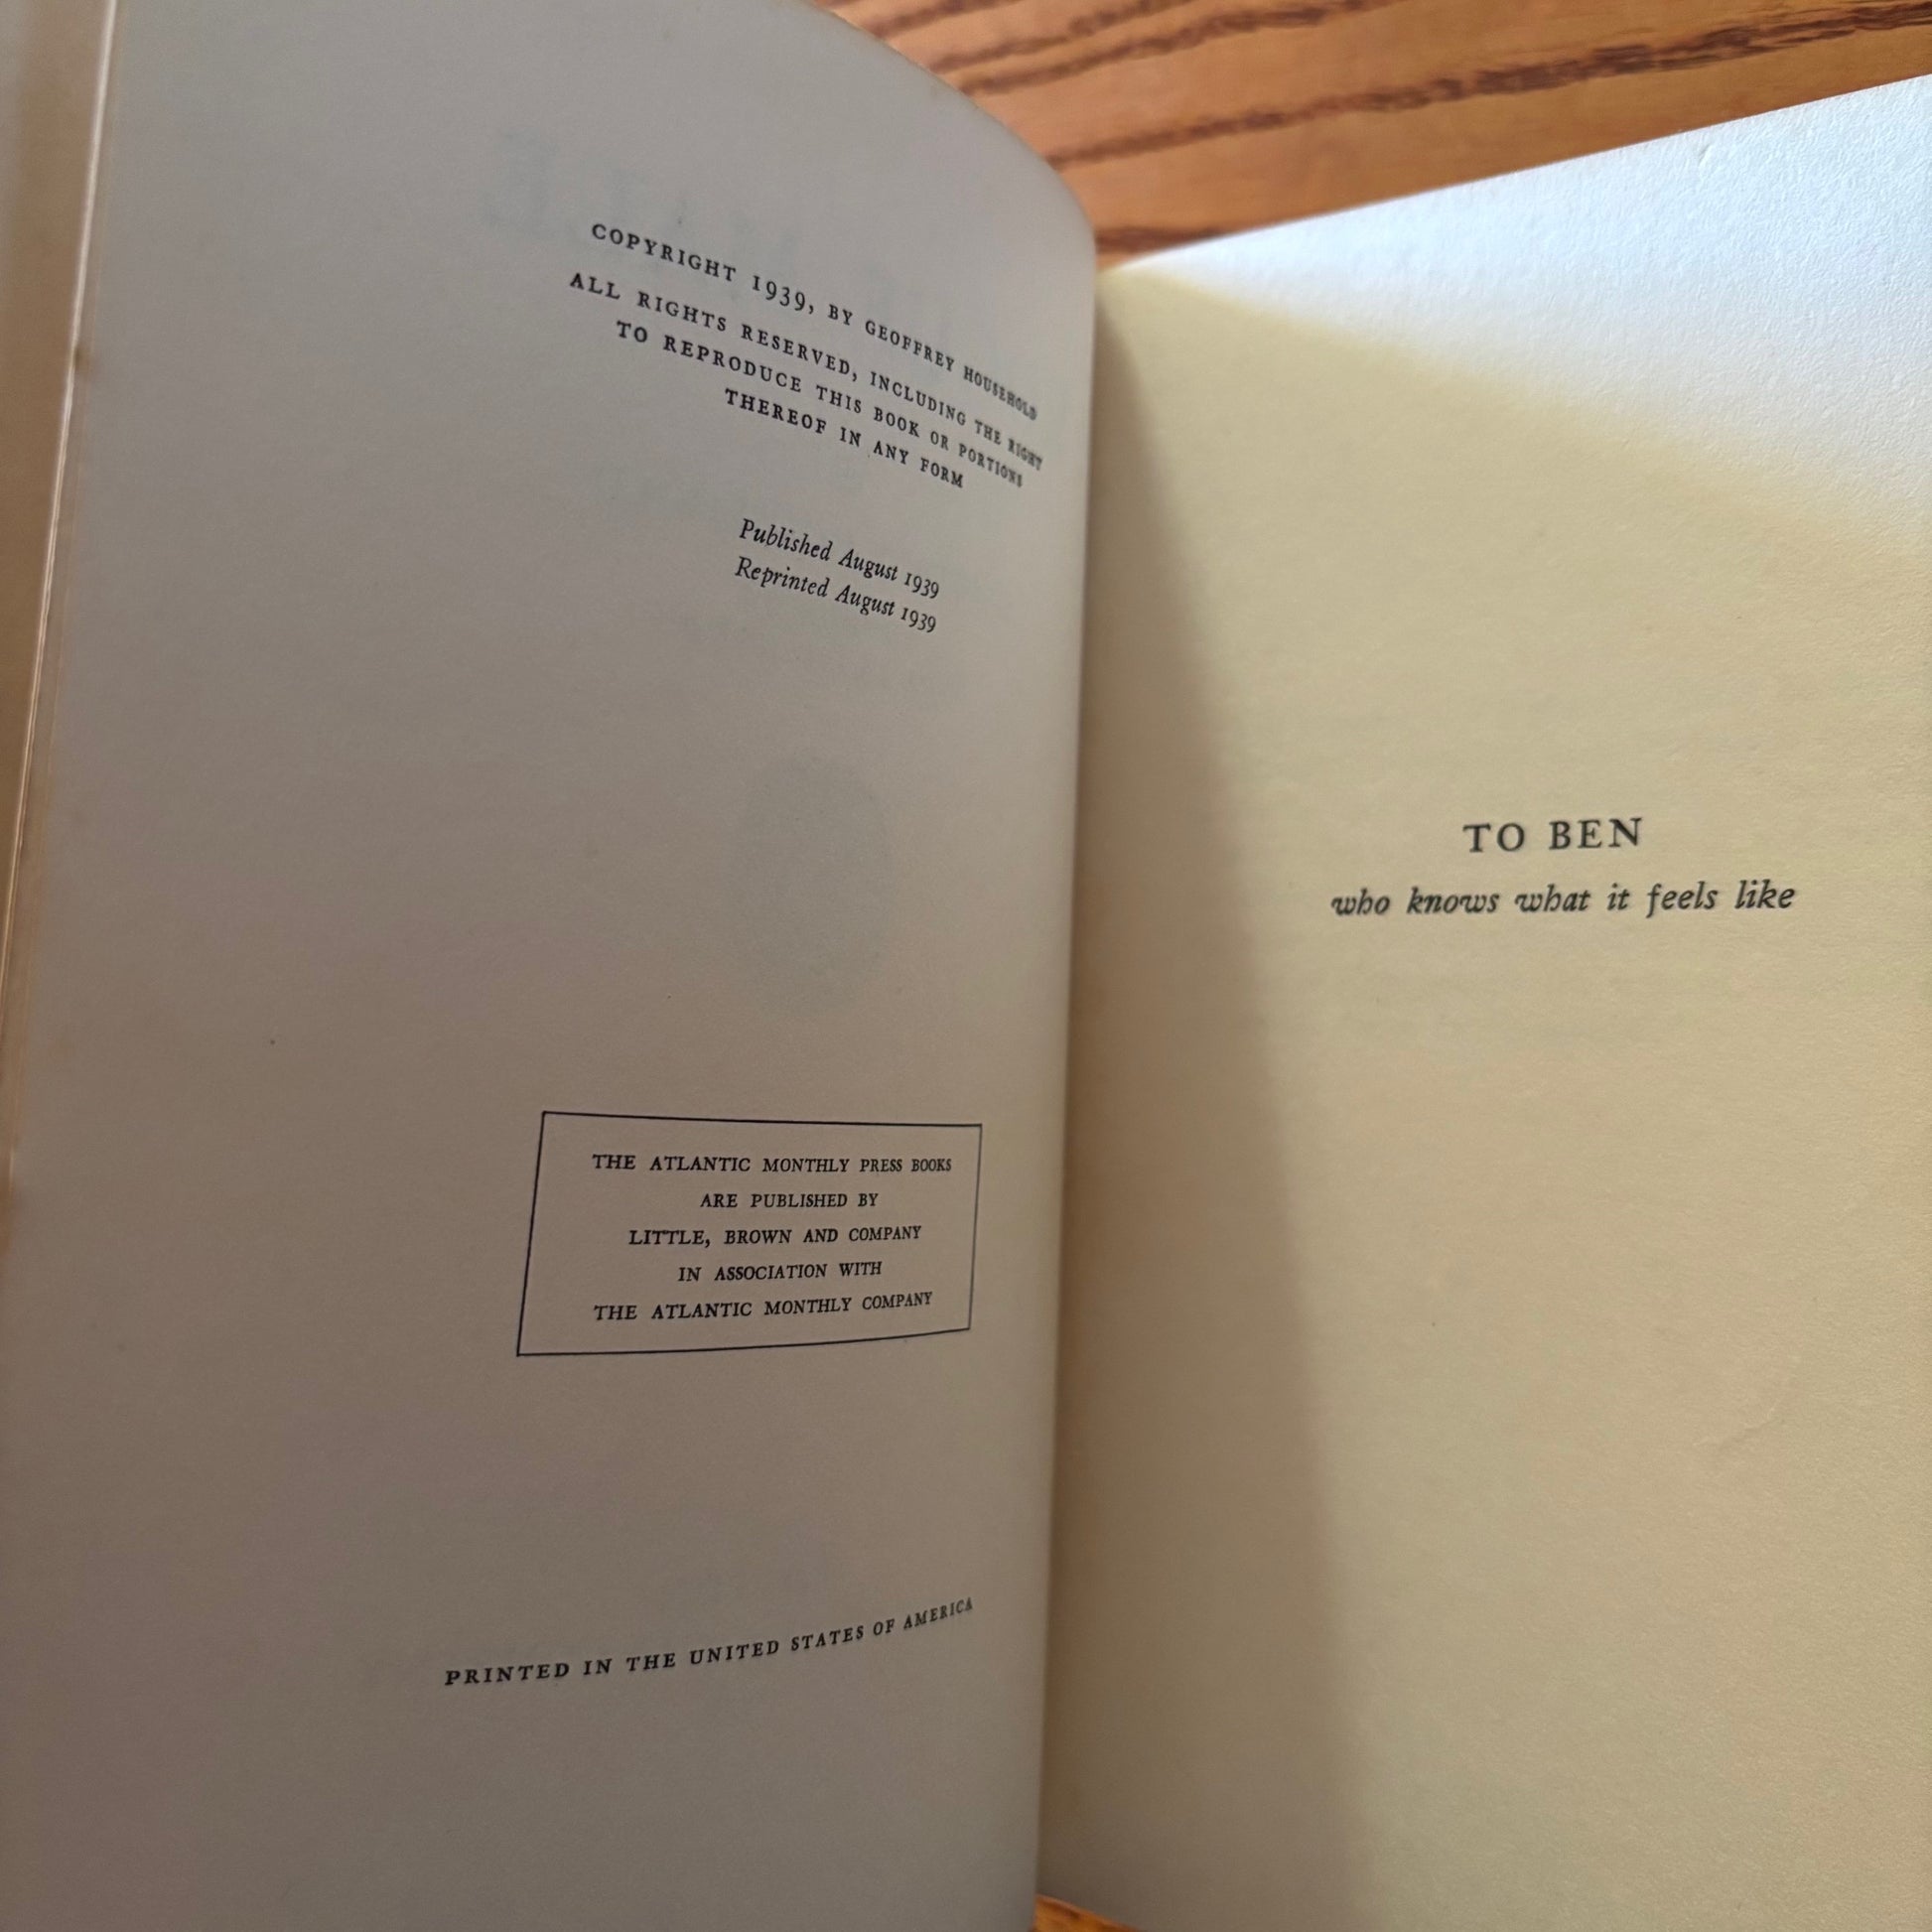 COPYRIGHT 1939, BY GEOFFREY HOUSEHOLD
ALL RIGHTS RESERVED, INCLUDING THE RIGHT
TO REPRODUCE THIS BOOK OR PORTIONS
THEREOF IN ANY FORM
Published August 1939
Reprinted August 1939
THE ATLANTIC MONTHLY PRESS BOOKS
ARE PUBLISHED BY
LITTLE, BROWN AND COMPANY
IN ASSOCIATION WITH
THE ATLANTIC MONTHLY COMPANY
PRINTED IN THE UNITED STATES OF AMERICA
TO BEN
who knows what it feels like